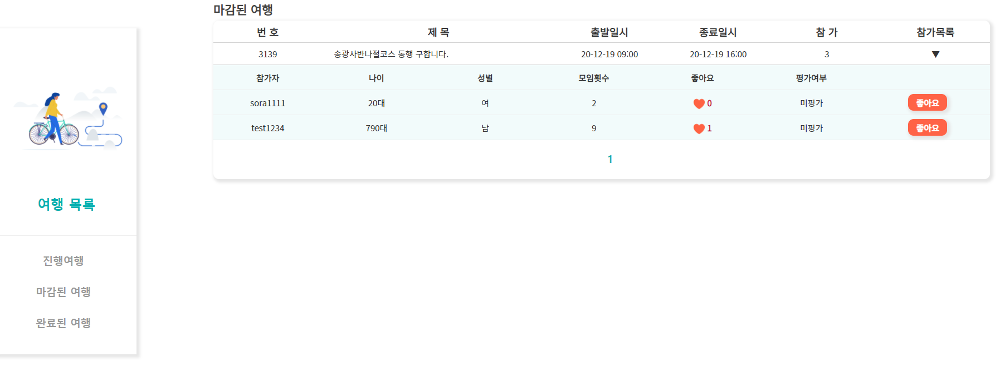 마감된 여행
번 호 제 목 출발일시 종료일시 참 가 참가목록
3139 송광사반나절코스 동행 구합니다. 20-12-19 09:00 20-12-19 16:00 3 ▼
참가자 나이 성별 모임횟수 좋아요 평가여부
sora1111 20대 여 2 0 미평가 좋아요
test1234 790대 남 9 1 미평가 좋아요
1
여행 목록
진행여행
마감된 여행
완료된 여행